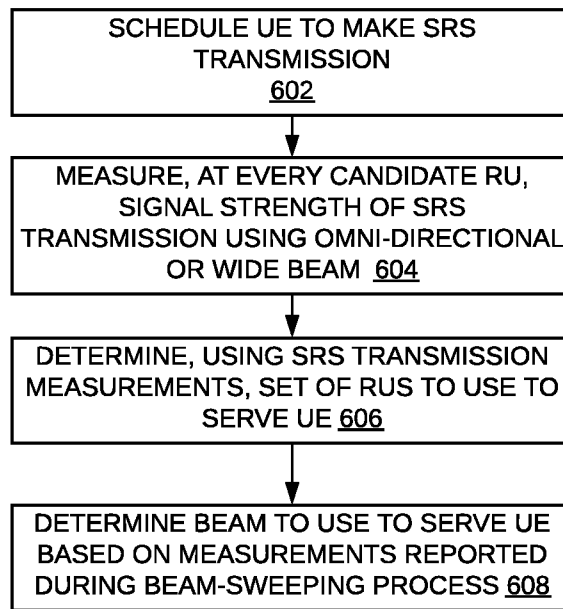 SCHEDULE UE TO MAKE SRS
TRANSMISSION
602
MEASURE, AT EVERY CANDIDATE RU,
SIGNAL STRENGTH OF SRS
TRANSMISSION USING OMNI-DIRECTIONAL
OR WIDE BEAM 604
DETERMINE, USING SRS TRANSMISSION
MEASUREMENTS, SET OF RUS TO USE TO
SERVE UE 606
DETERMINE BEAM TO USE TO SERVE UE
BASED ON MEASUREMENTS REPORTED
DURING BEAM-SWEEPING PROCESS 608